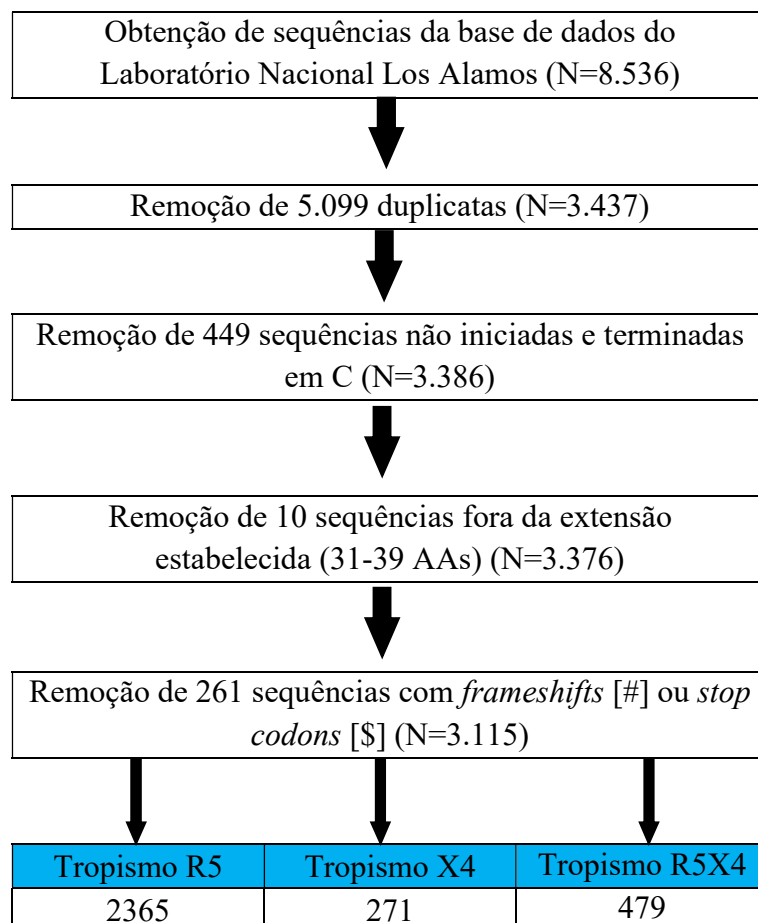 Obtenção de sequências da base de dados do
Laboratório Nacional Los Alamos (N=8.536)
Remoção de 5.099 duplicatas (N=3.437)
Remoção de 449 sequências não iniciadas e terminadas
em C (N=3.386)
Remoção de 10 sequências fora da extensão
estabelecida (31-39 AAs) (N=3.376)
Remoção de 261 sequências com frameshifts [#] ou stop
codons [$] (N=3.115)
Tropismo R5 Tropismo X4 Tropismo R5X4
2365 271 479